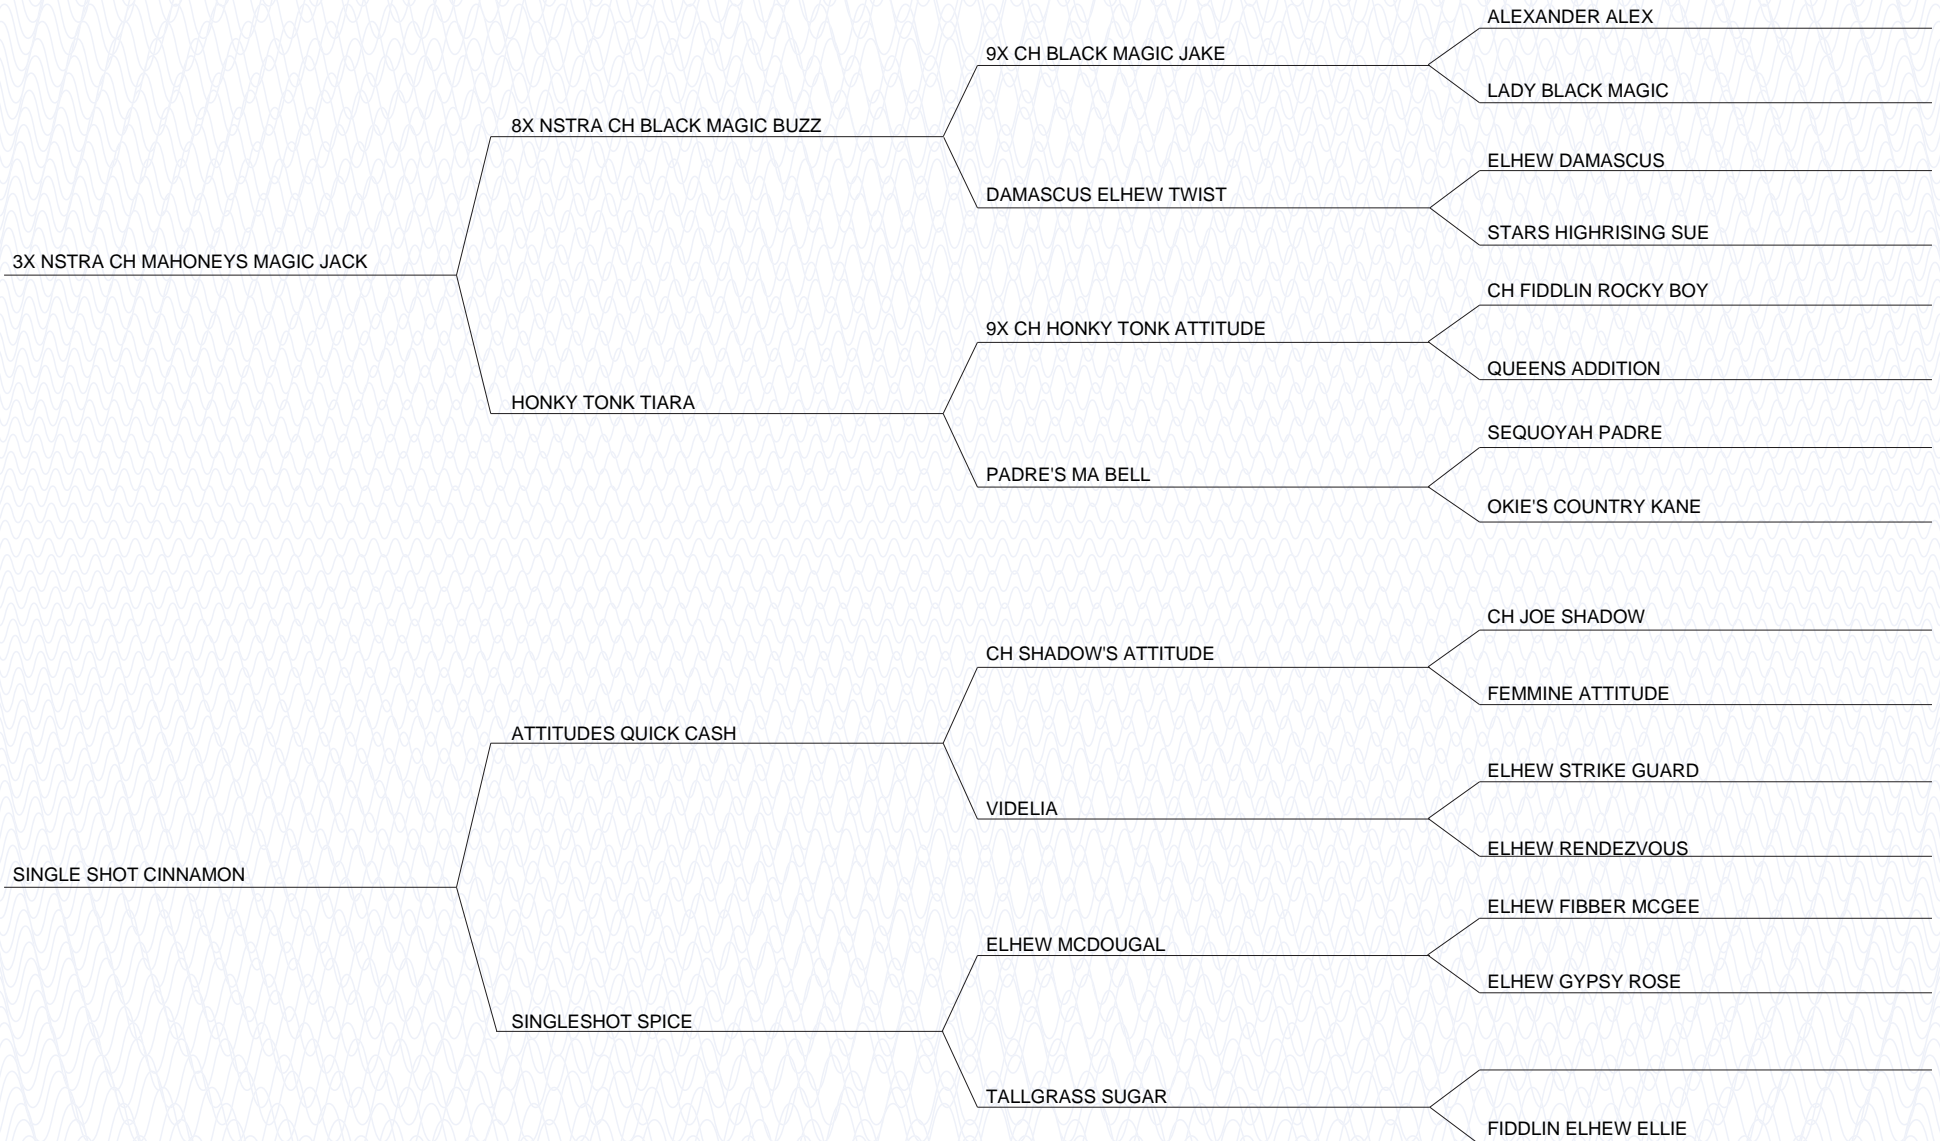 ALEXANDER ALEX
9X CH BLACK MAGIC JAKE
LADY BLACK MAGIC
8X NSTRA CH BLACK MAGIC BUZZ
ELHEW DAMASCUS
DAMASCUS ELHEW TWIST
STARS HIGHRISING SUE
3X NSTRA CH MAHONEYS MAGIC JACK
CH FIDDLIN ROCKY BOY
9X CH HONKY TONK ATTITUDE
QUEENS ADDITION
HONKY TONK TIARA
SEQUOYAH PADRE
PADRE'S MA BELL
OKIE'S COUNTRY KANE
CH JOE SHADOW
CH SHADOW'S ATTITUDE
FEMMINE ATTITUDE
ATTITUDES QUICK CASH
ELHEW STRIKE GUARD
VIDELIA
ELHEW RENDEZVOUS
SINGLE SHOT CINNAMON
ELHEW FIBBER MCGEE
ELHEW MCDOUGAL
ELHEW GYPSY ROSE
SINGLESHOT SPICE
TALLGRASS SUGAR
FIDDLIN ELHEW ELLIE